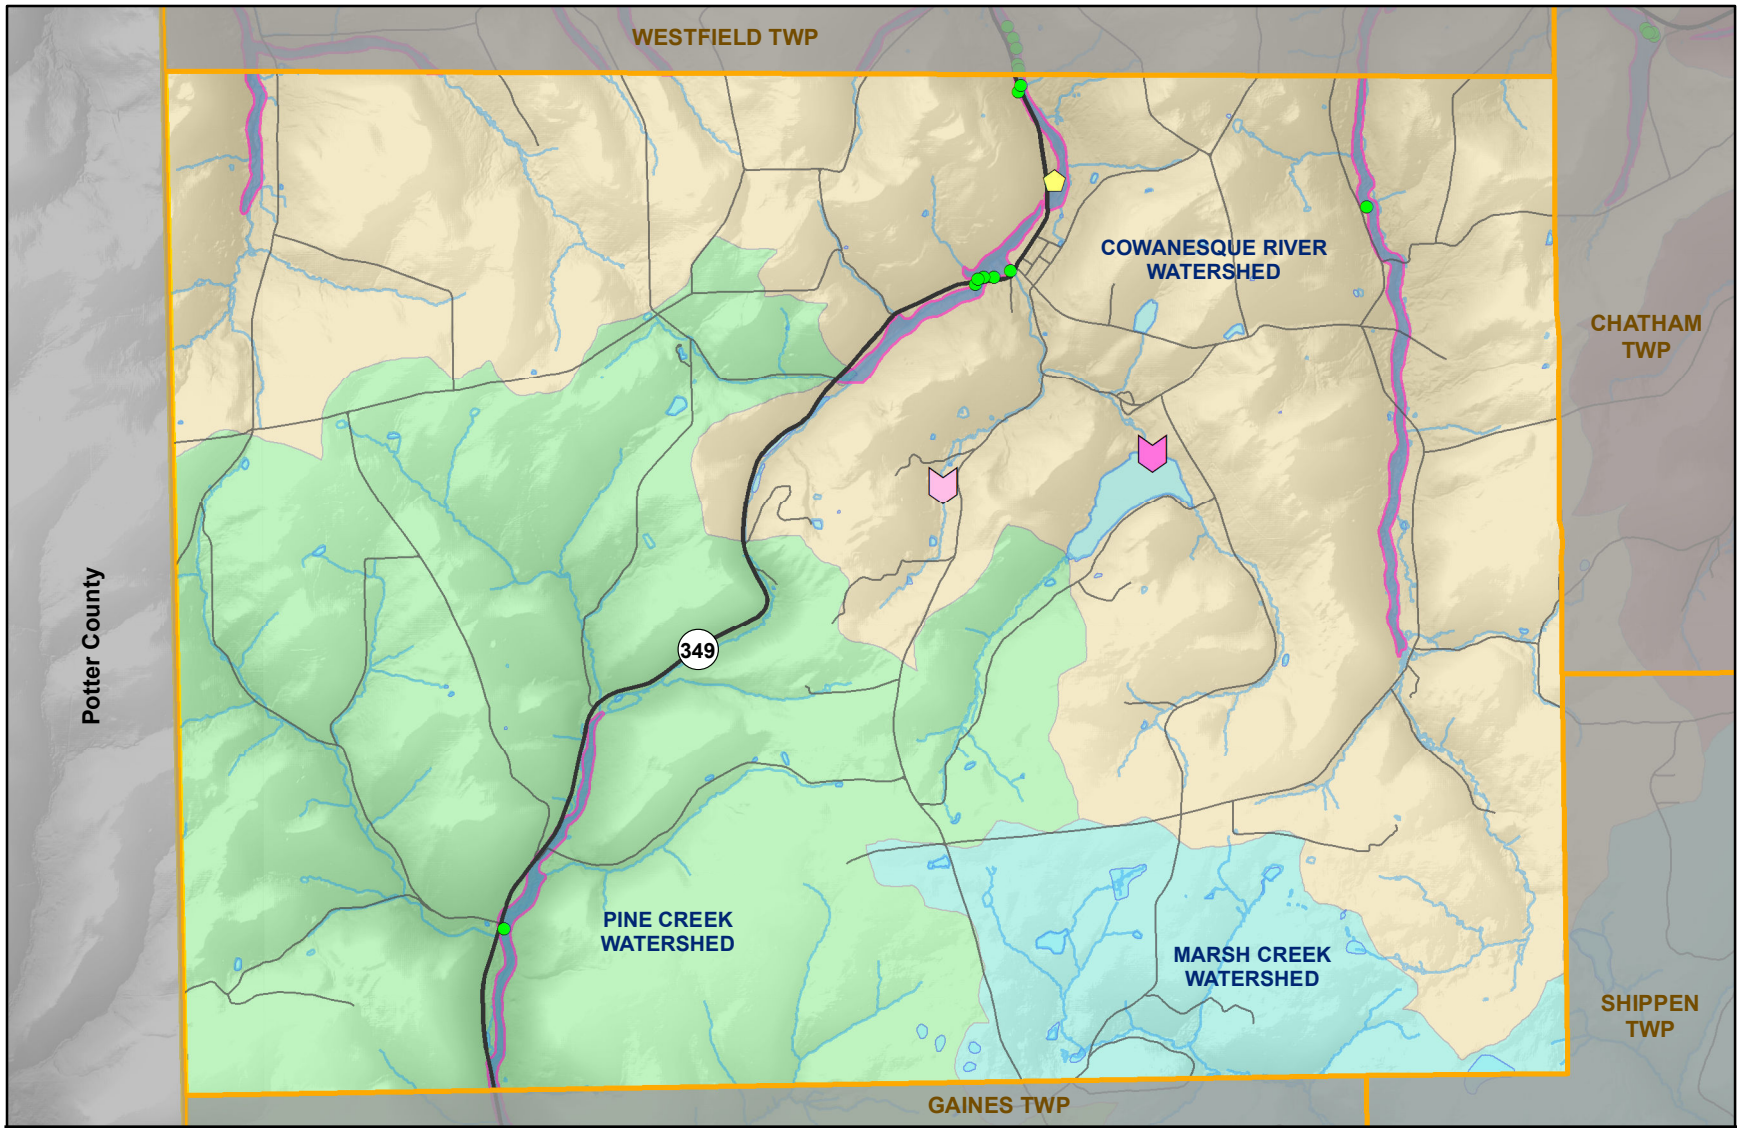 WESTFIELD TWP
COWANESQUE RIVER
WATERSHED
CHATHAM
TWP
Potter County
349
PINE CREEK
WATERSHED
MARSH CREEK
WATERSHED
SHIPPEN
TWP
GAINES TWP